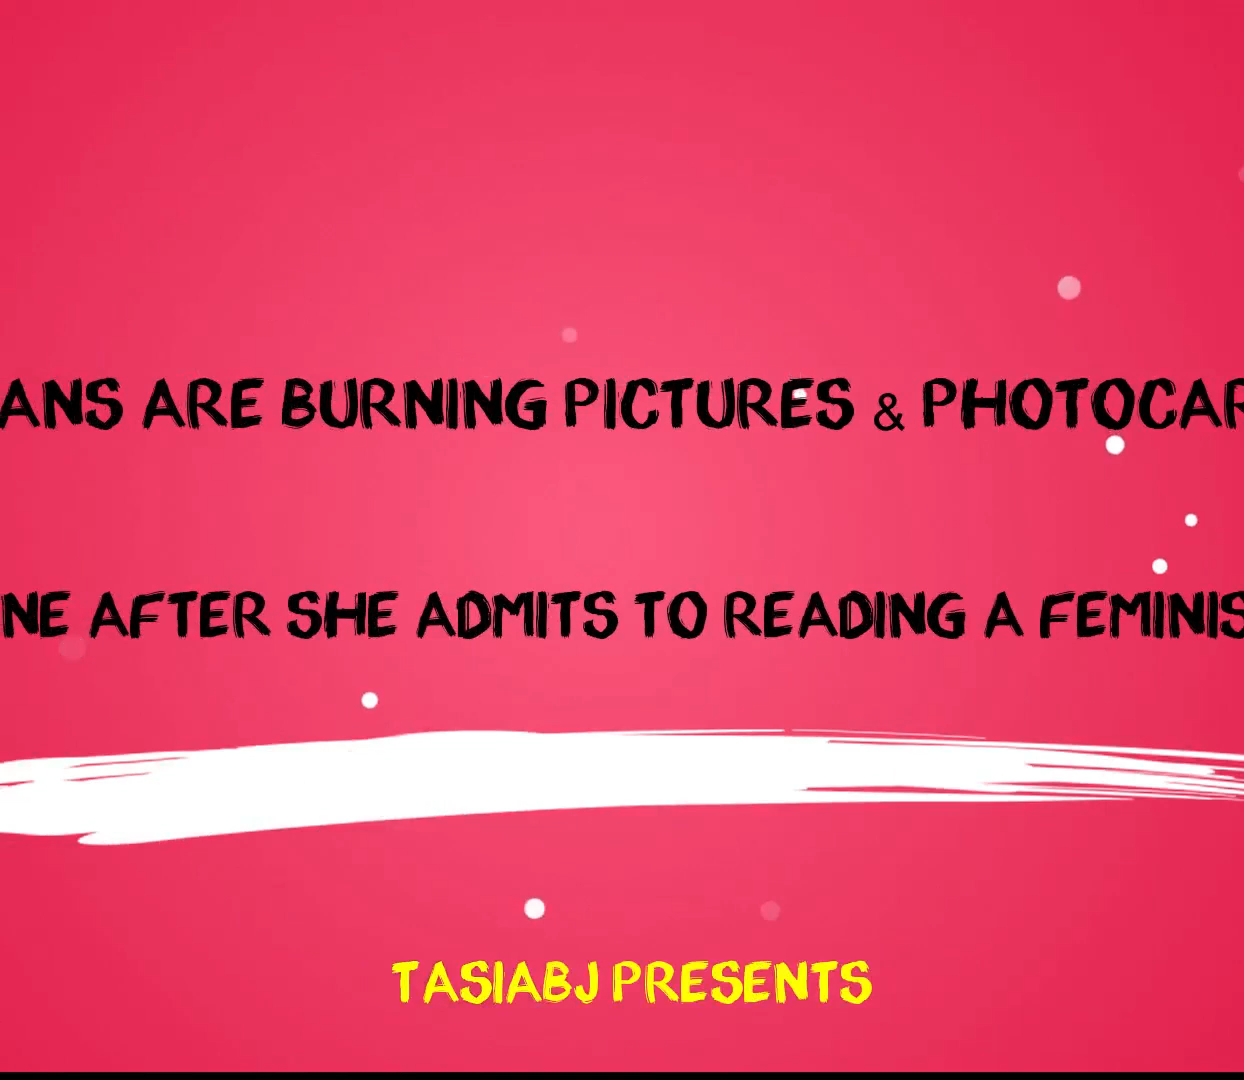 ANS ARE BURNING PICTURES & PHOTOCAR
NE AFTER SHE ADMITS TO READING A FEMINIS
TASIABJ PRESENTS